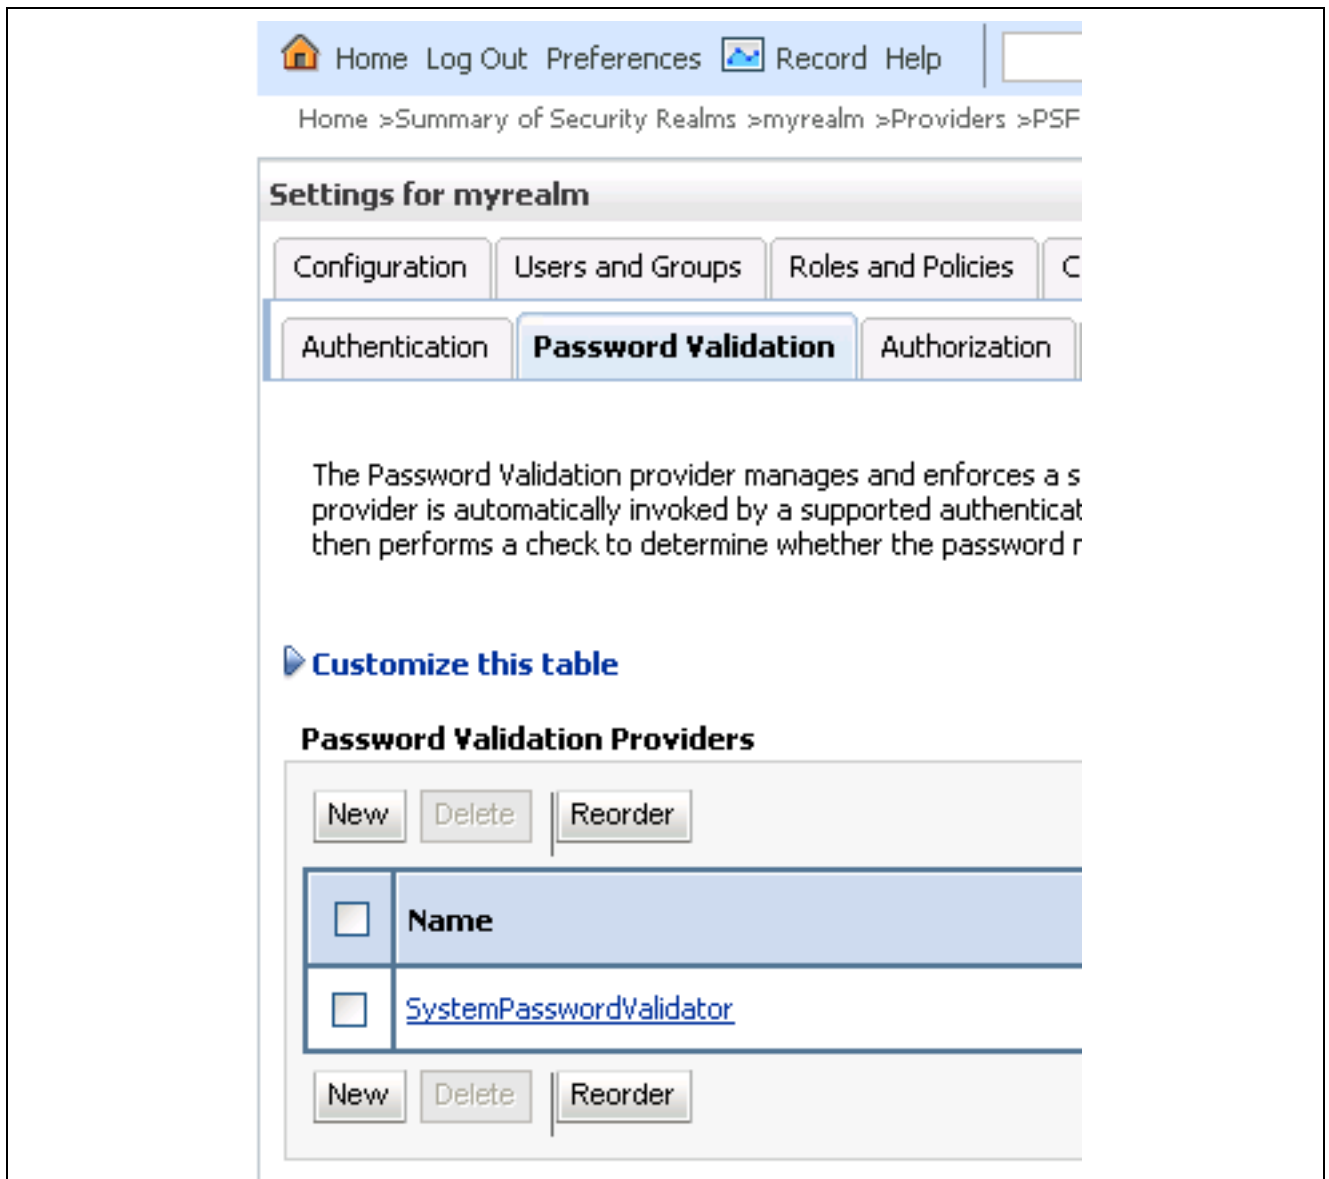 Home Log Out Preferences Record Help
Home >Summary of Security Realms >myrealm >Providers >PSF
Settings for myrealm
Configuration Users and Groups Roles and Policies C
Authentication Password Validation Authorization
The Password Validation provider manages and enforces a s
provider is automatically invoked by a supported authenticat
then performs a check to determine whether the password r
Customize this table
Password Validation Providers
New Delete Reorder
Name
SystemPasswordValidator
New Delete Reorder